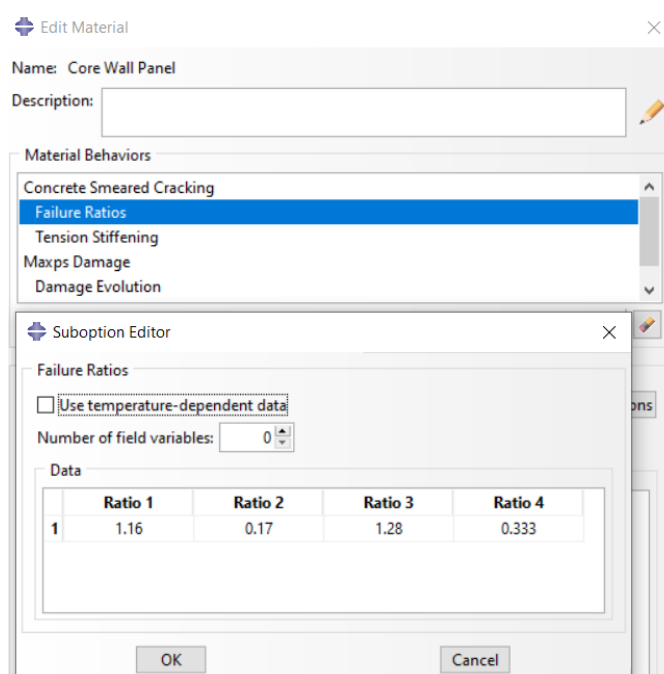 Edit Material
Name: Core Wall Panel
Description:
Material Behaviors
Concrete Smeared Cracking
Failure Ratios
Tension Stiffening
Maxps Damage
Damage Evolution
Suboption Editor
Failure Ratios
Use temperature-dependent data
ons
Number of field variables: 0
Data
Ratio 1 Ratio 2 Ratio 3 Ratio 4
1 1.16 0.17 1.28 0.333
OK Cancel